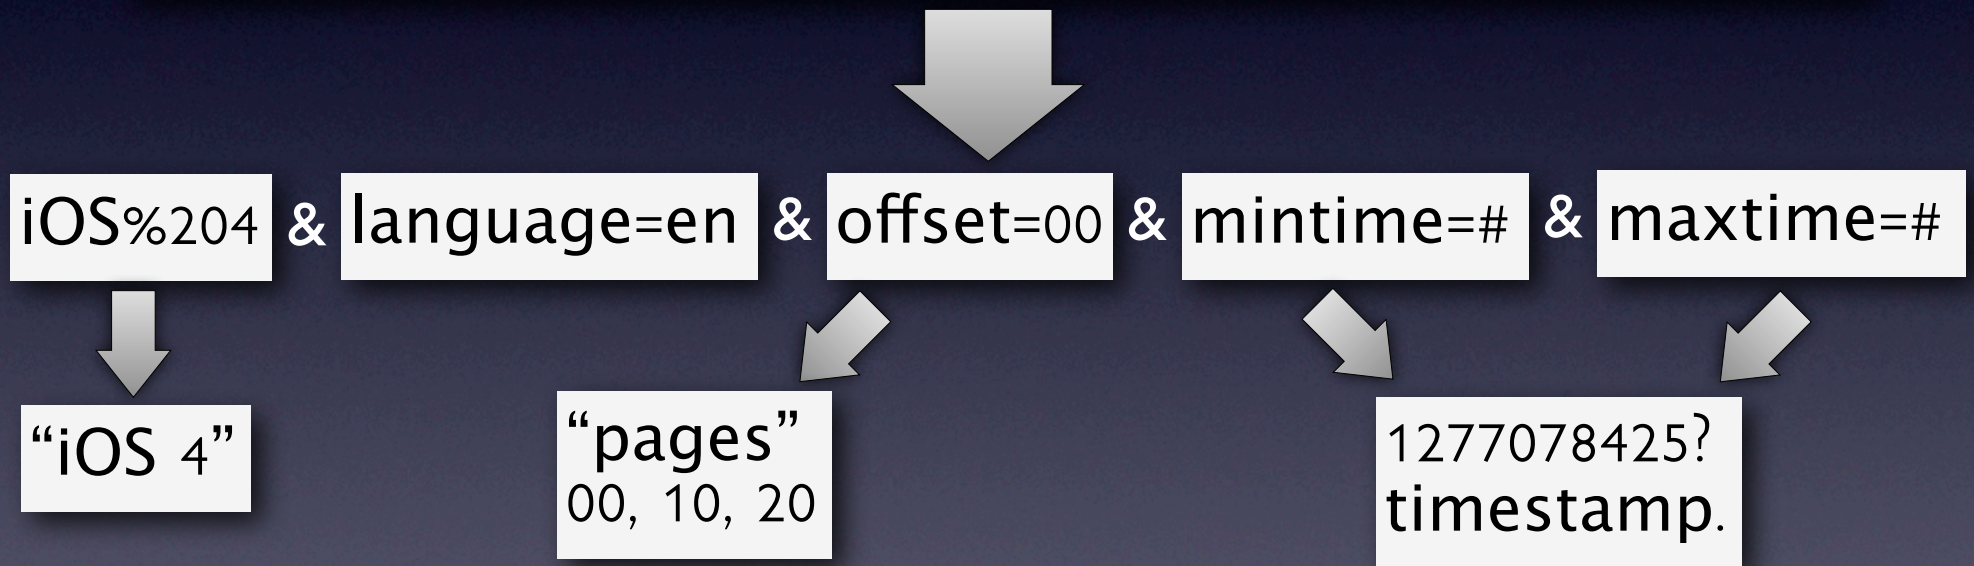 iOS%204 & language=en & offset=00 & mintime=# & maxtime=#
“iOS 4”
“pages”
00, 10, 20
1277078425?
timestamp.